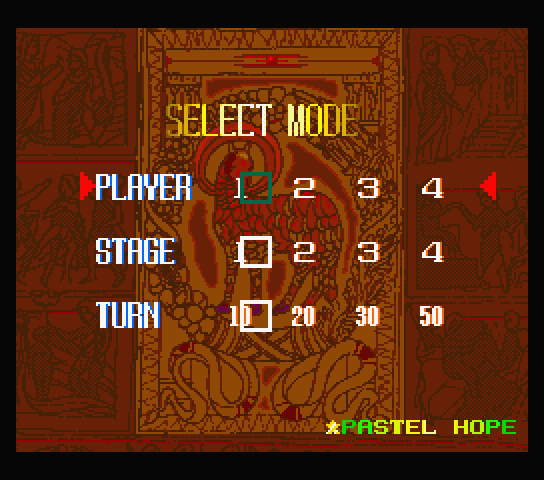 SELECT MODE
PLAYER 1 2 3 4
STAGE 1 2 3 4
TURN 10 20 30 50
★PASTEL HOPE